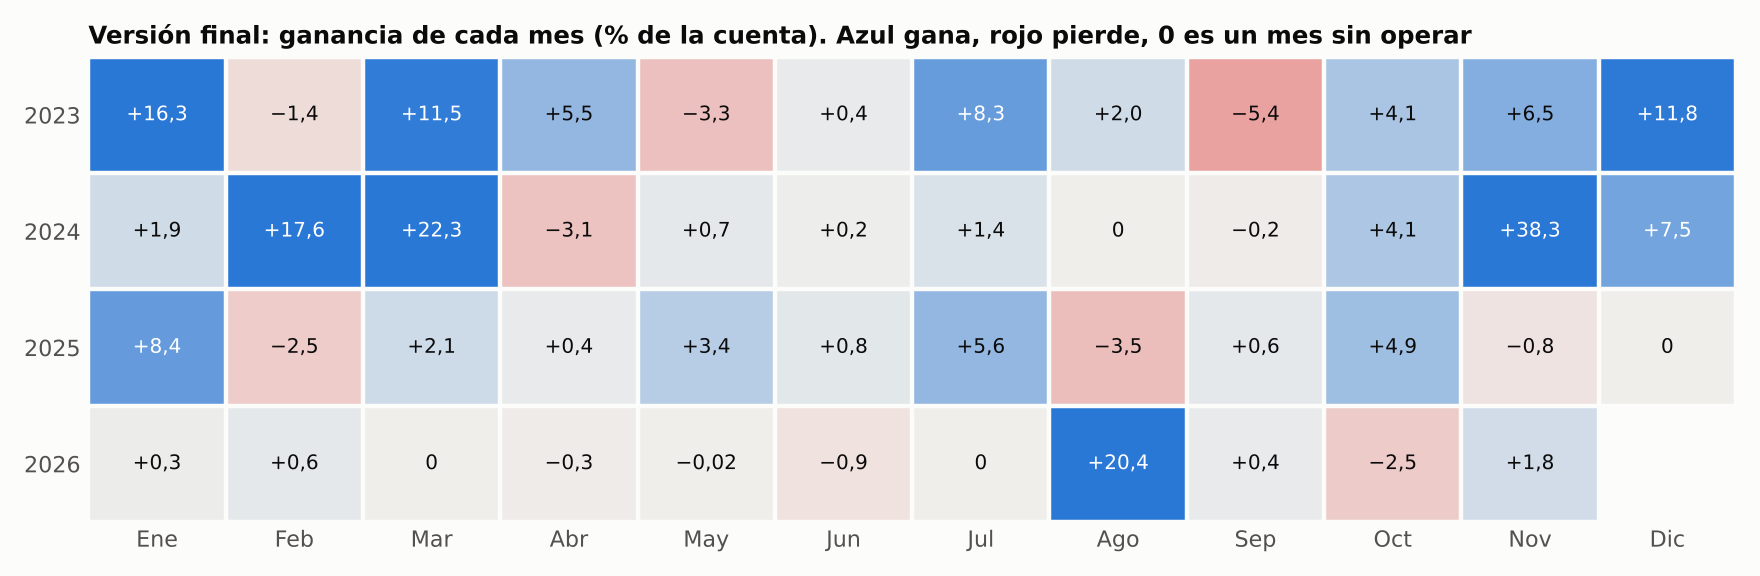 Versión final: ganancia de cada mes (% de la cuenta). Azul gana, rojo pierde, 0 es un mes sin operar
2023 +16,3 −1,4 +11,5 +5,5 −3,3 +0,4 +8,3 +2,0 −5,4 +4,1 +6,5 +11,8
2024 +1,9 +17,6 +22,3 −3,1 +0,7 +0,2 +1,4 0 −0,2 +4,1 +38,3 +7,5
2025 +8,4 −2,5 +2,1 +0,4 +3,4 +0,8 +5,6 −3,5 +0,6 +4,9 −0,8 0
2026 +0,3 +0,6 0 −0,3 −0,02 −0,9 0 +20,4 +0,4 −2,5 +1,8
Ene Feb Mar Abr May Jun Jul Ago Sep Oct Nov Dic